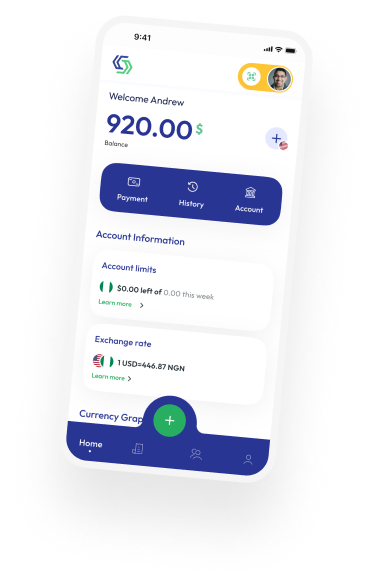 9:41
Welcome Andrew
920.00 $
Balance
Payment
History
Account
Account Information
Account limits
$0.00 left of 0.00 this week
Learn more
Exchange rate
1 USD=446.87 NGN
Learn more
Currency Grap
Home